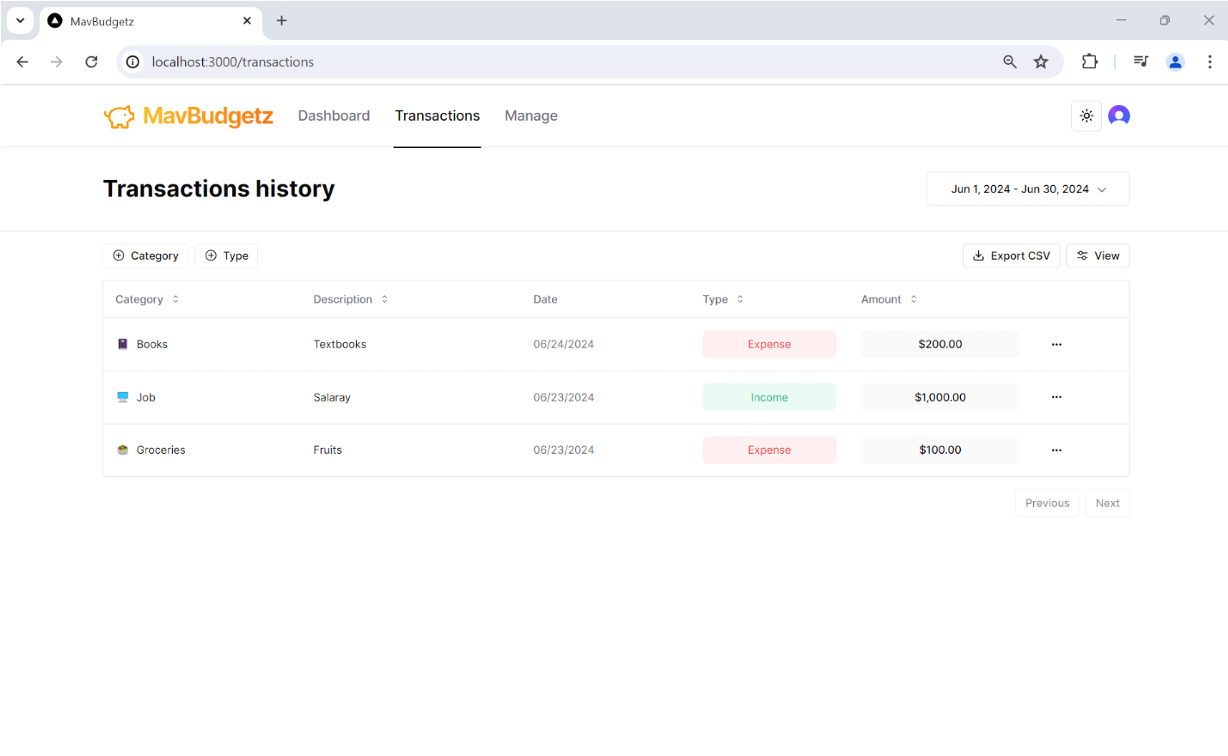 MavBudgetz
localhost:3000/transactions
MavBudgetz Dashboard Transactions Manage
Transactions history
Jun 1, 2024 - Jun 30, 2024
Category Type Export CSV View
Category Description Date Type Amount
Books Textbooks 06/24/2024 Expense $200.00
Job Salaray 06/23/2024 Income $1,000.00
Groceries Fruits 06/23/2024 Expense $100.00
Previous Next